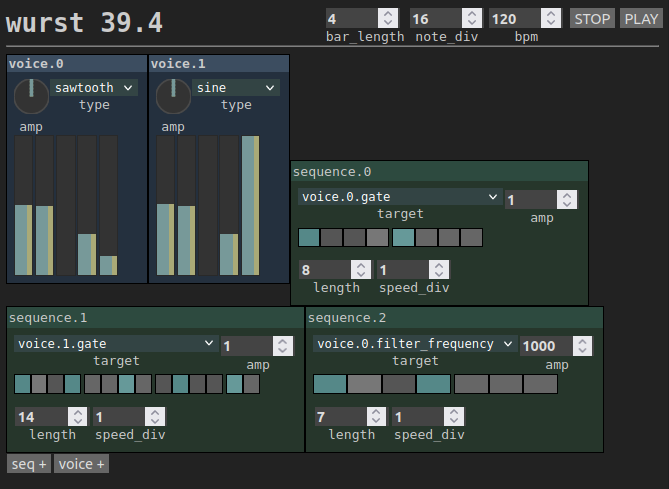 wurst 39.4
4 16 120 STOP PLAY
bar_length note_div bpm
voice.0 voice.1
sawtooth sine
type type
amp amp
sequence.0
voice.0.gate 1
target amp
8 1
length speed_div
sequence.1 sequence.2
voice.1.gate 1 voice.0.filter_frequency 1000
target amp target amp
14 1 7 1
length speed_div length speed_div
seq + voice +